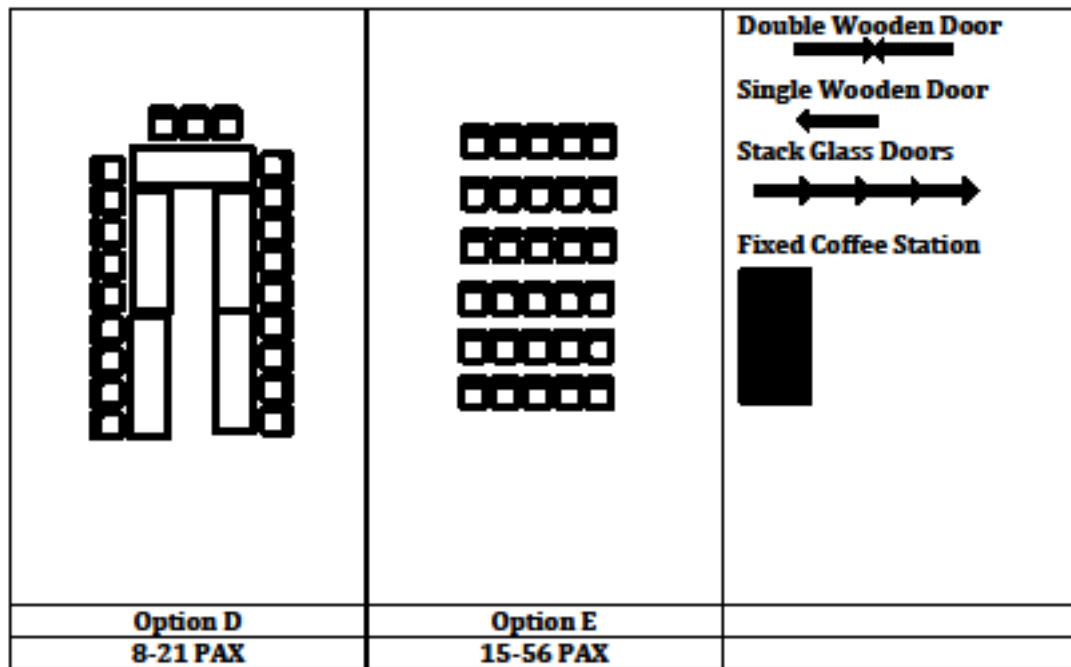 Double Wooden Door
Single Wooden Door
Stack Glass Doors
Fixed Coffee Station
Option D
Option E
8-21 PAX
15-56 PAX